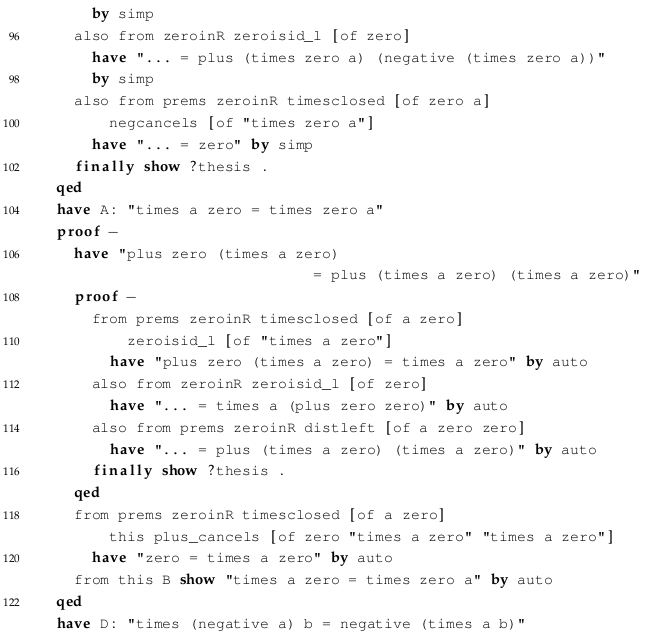 by simp
96 also from zeroinR zeroisid_l [of zero]
have "... = plus (times zero a) (negative (times zero a))"
98 by simp
also from prems zeroinR timesclosed [of zero a]
100 negcancels [of "times zero a"]
have "... = zero" by simp
102 finally show ?thesis .
qed
104 have A: "times a zero = times zero a"
proof −
106 have "plus zero (times a zero)
= plus (times a zero) (times a zero)"
108 proof −
from prems zeroinR timesclosed [of a zero]
110 zeroisid_l [of "times a zero"]
have "plus zero (times a zero) = times a zero" by auto
112 also from zeroinR zeroisid_l [of zero]
have "... = times a (plus zero zero)" by auto
114 also from prems zeroinR distleft [of a zero zero]
have "... = plus (times a zero) (times a zero)" by auto
116 finally show ?thesis .
qed
118 from prems zeroinR timesclosed [of a zero]
this plus_cancels [of zero "times a zero" "times a zero"]
120 have "zero = times a zero" by auto
from this B show "times a zero = times zero a" by auto
122 qed
have D: "times (negative a) b = negative (times a b)"